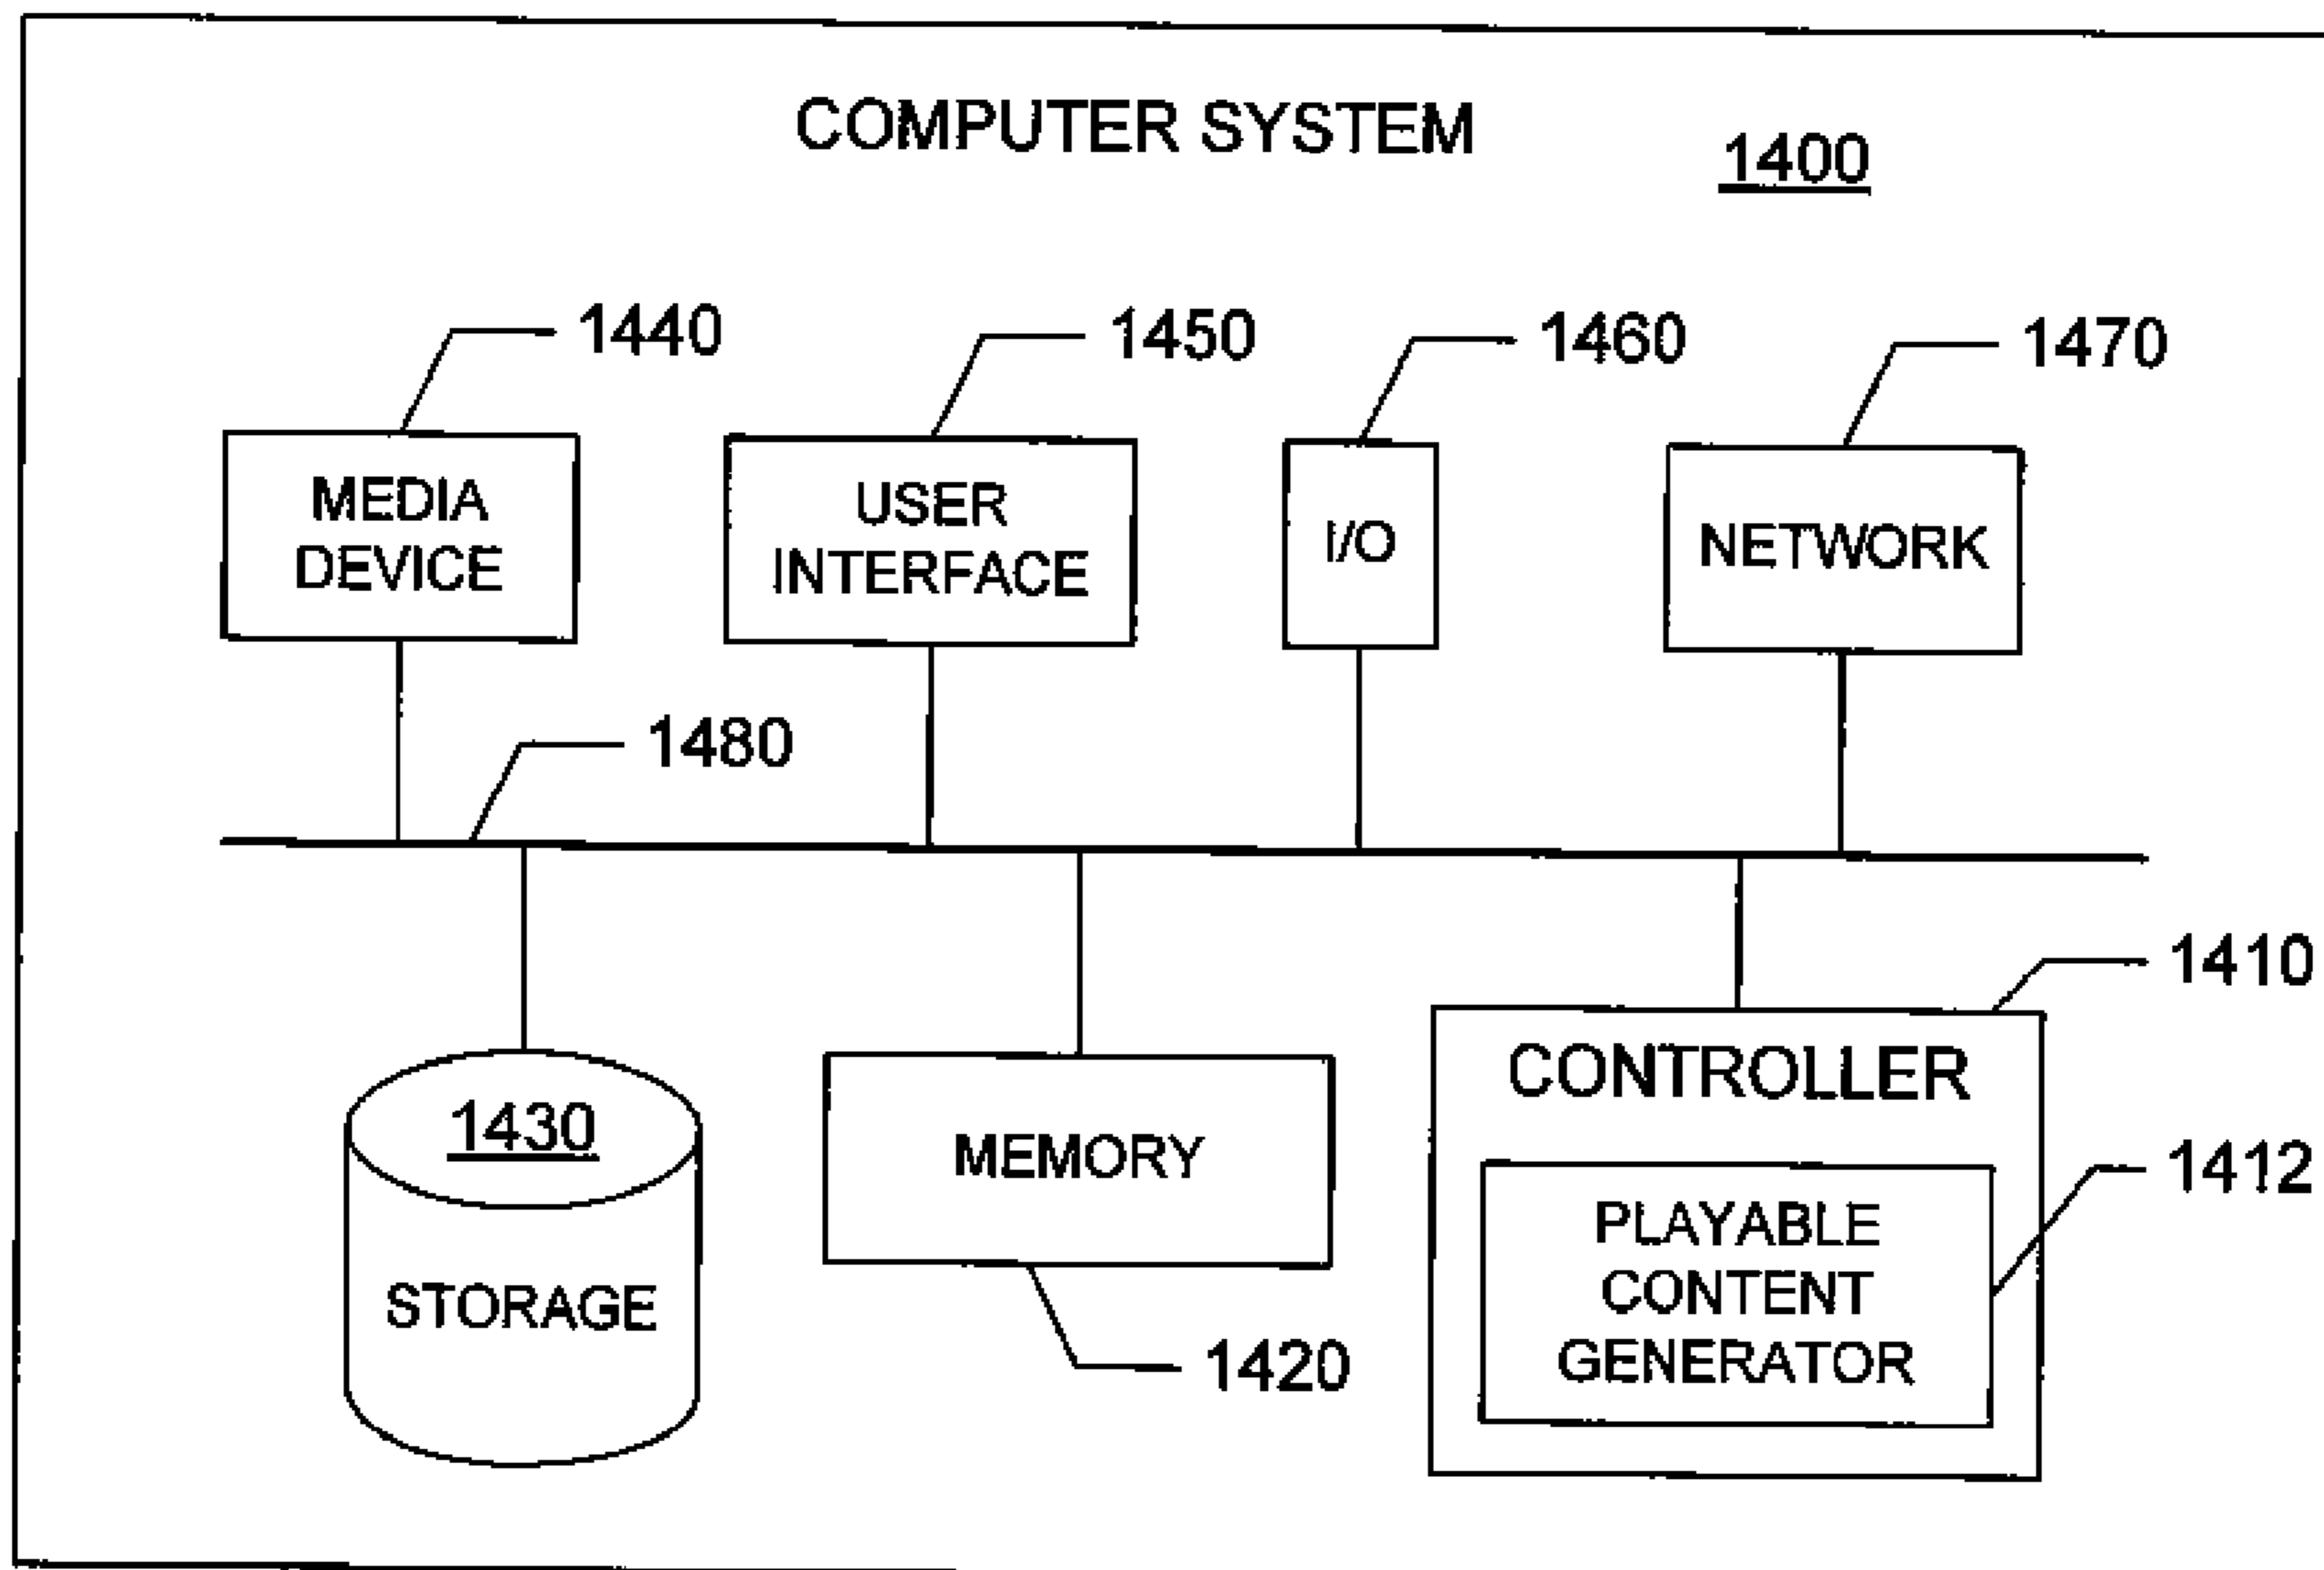 COMPUTER SYSTEM
1400
1440
1450
1460
1470
MEDIA
DEVICE
USER
INTERFACE
I/O
NETWORK
1480
1410
CONTROLLER
1430
STORAGE
MEMORY
1412
PLAYABLE
CONTENT
GENERATOR
1420